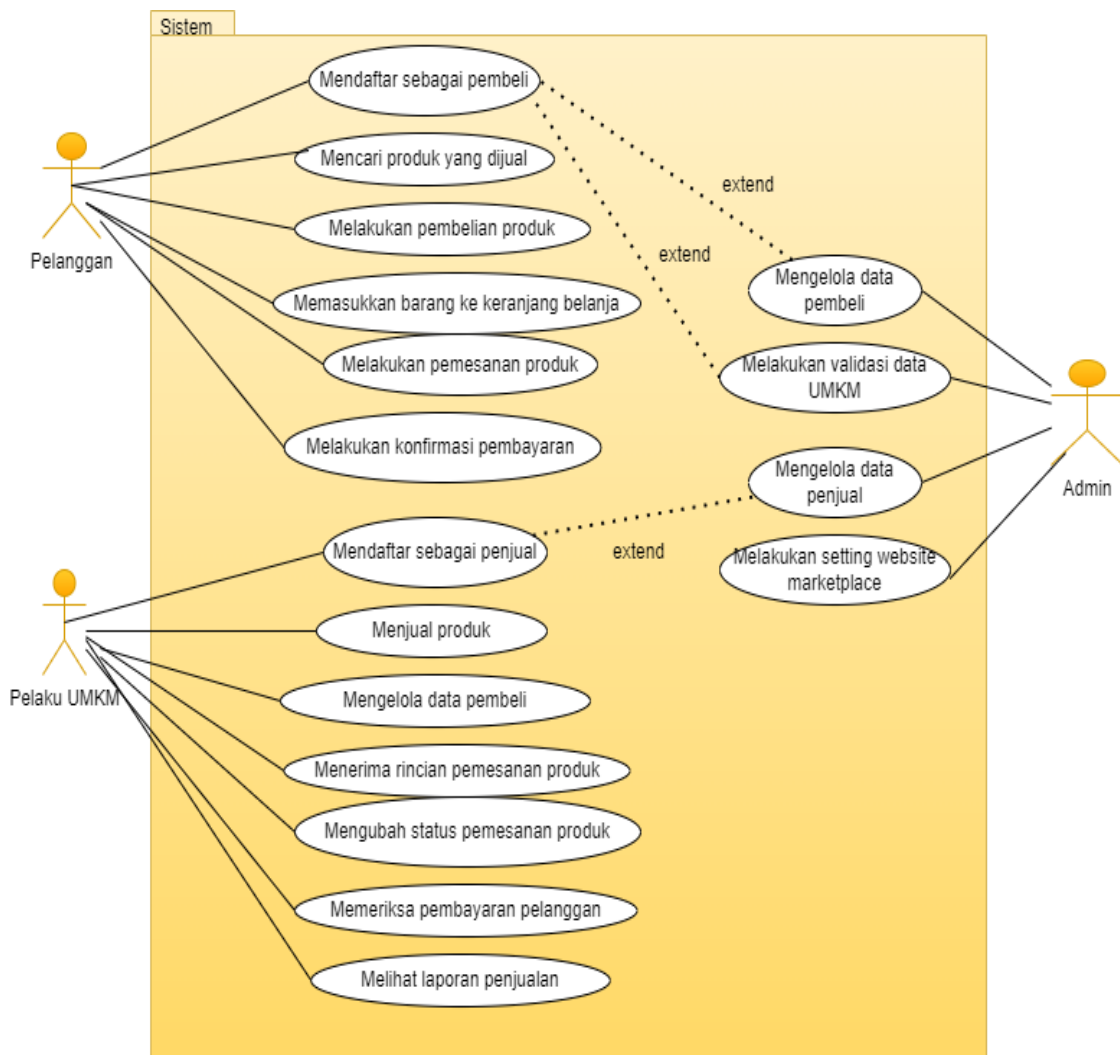 Sistem
Mendaftar sebagai pembeli
Mencari produk yang dijual
extend
Melakukan pembelian produk
extend
Pelanggan
Mengelola data
pembeli
Memasukkan barang ke keranjang belanja
Melakukan pemesanan produk
Melakukan validasi data
UMKM
Melakukan konfirmasi pembayaran
Mengelola data
penjual
Admin
Mendaftar sebagai penjual
extend
Melakukan setting website
marketplace
Menjual produk
Pelaku UMKM
Mengelola data pembeli
Menerima rincian pemesanan produk
Mengubah status pemesanan produk
Memeriksa pembayaran pelanggan
Melihat laporan penjualan